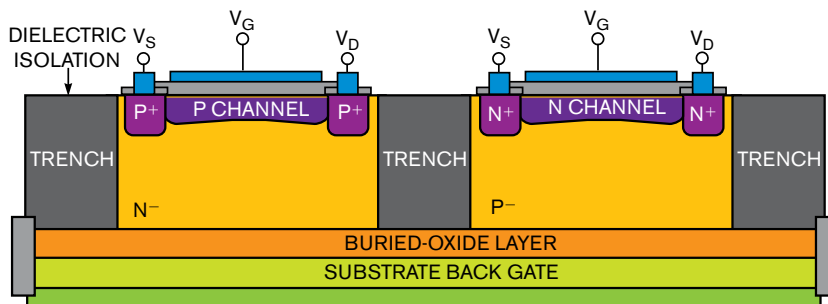 DIELECTRIC
ISOLATION
VS
VG
VD
VS
VG
VD
P+
P CHANNEL
P+
N+
N CHANNEL
N+
TRENCH
TRENCH
TRENCH
N−
P−
BURIED-OXIDE LAYER
SUBSTRATE BACK GATE